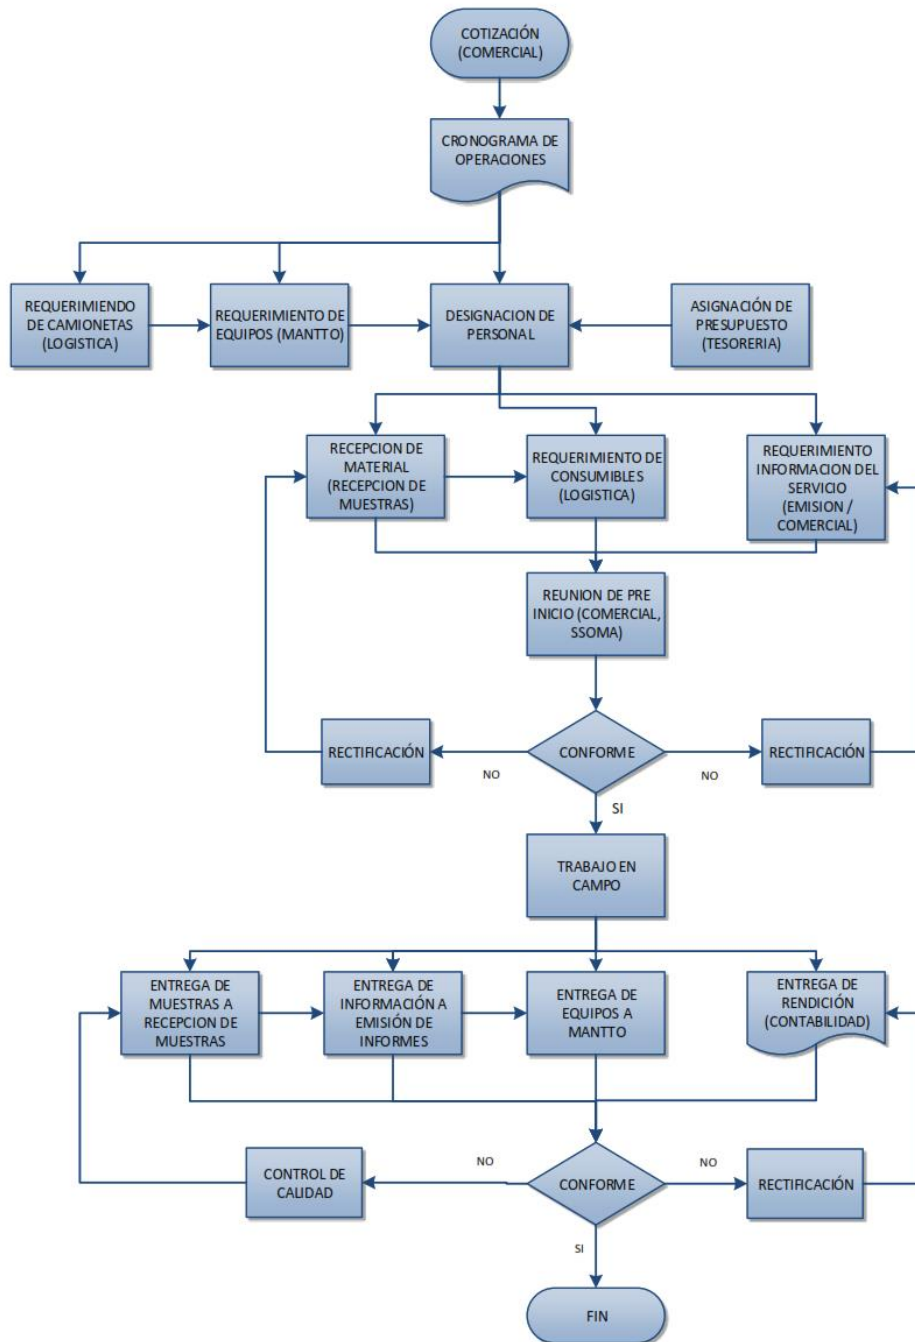 COTIZACIÓN
(COMERCIAL)
CRONOGRAMA DE
OPERACIONES
REQUERIMIENDO
DE CAMIONETAS
(LOGISTICA)
REQUERIMIENTO DE
EQUIPOS (MANTTO)
DESIGNACION DE
PERSONAL
ASIGNACIÓN DE
PRESUPUESTO
(TESORERIA)
RECEPCION DE
MATERIAL
(RECEPCION DE
MUESTRAS)
REQUERIMIENTO DE
CONSUMIBLES
(LOGISTICA)
REQUERIMIENTO
INFORMACION DEL
SERVICIO
(EMISION /
COMERCIAL)
REUNION DE PRE
INICIO (COMERCIAL,
SSOMA)
RECTIFICACIÓN
NO
CONFORME
NO
RECTIFICACIÓN
SI
TRABAJO EN
CAMPO
ENTREGA DE
MUESTRAS A
RECEPCION DE
MUESTRAS
ENTREGA DE
INFORMACIÓN A
EMISIÓN DE
INFORMES
ENTREGA DE
EQUIPOS A
MANTTO
ENTREGA DE
RENDICIÓN
(CONTABILIDAD)
CONTROL DE
CALIDAD
NO
CONFORME
NO
RECTIFICACIÓN
SI
FIN